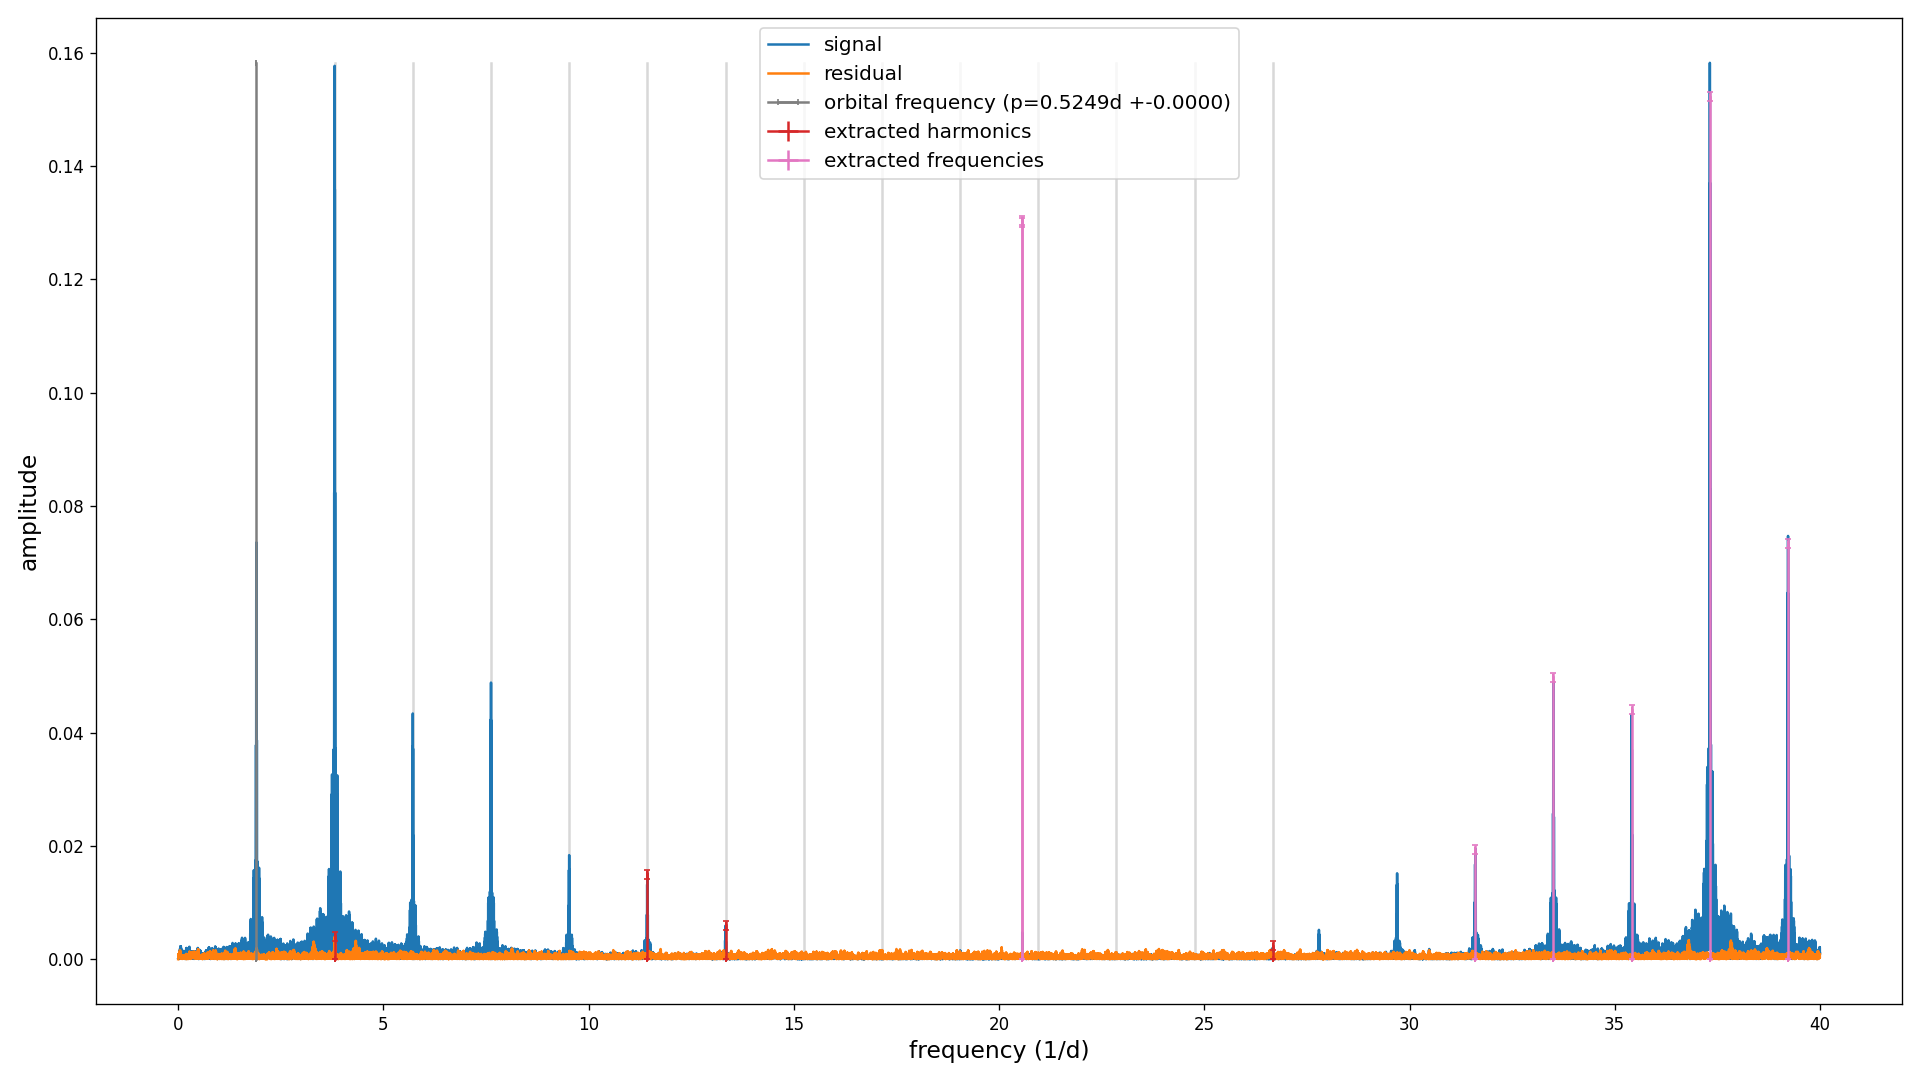 signal
residual
orbital frequency (p=0.5249d +-0.0000)
extracted harmonics
extracted frequencies
amplitude
0.16
0.14
0.12
0.10
0.08
0.06
0.04
0.02
0.00
0 5 10 15 20 25 30 35 40
frequency (1/d)